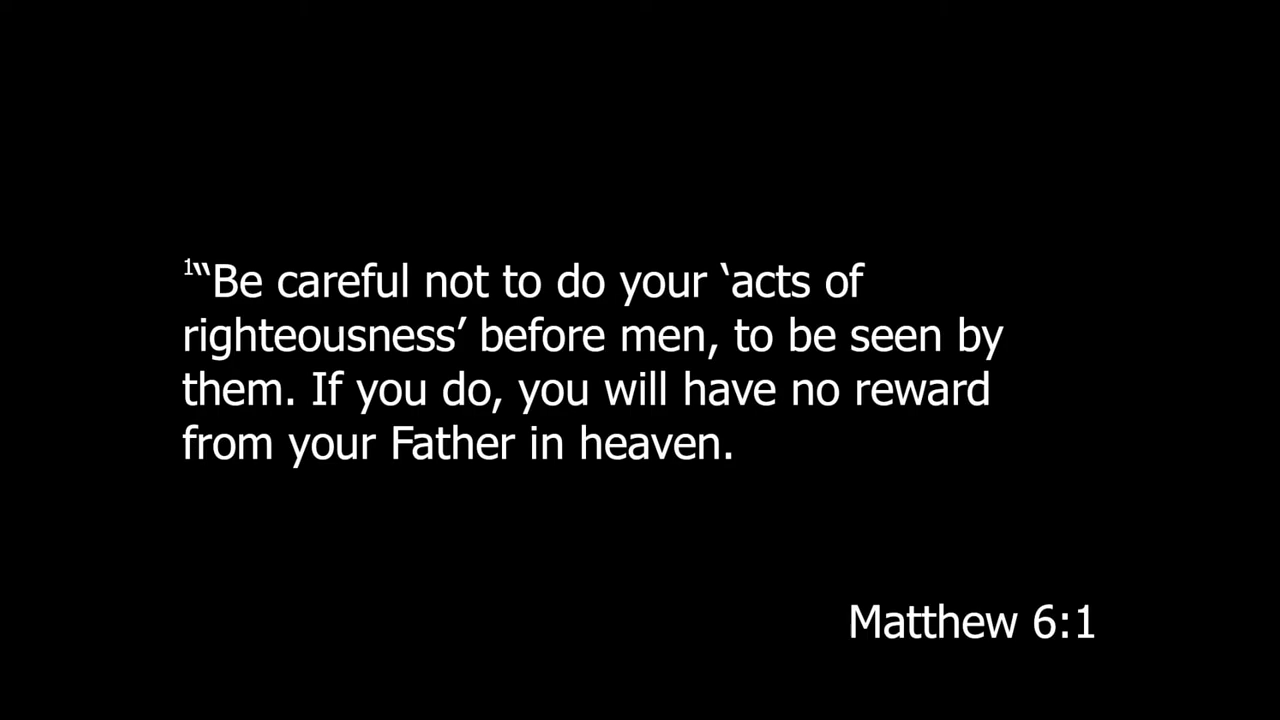 ¹“Be careful not to do your ‘acts of
righteousness’ before men, to be seen by
them. If you do, you will have no reward
from your Father in heaven.
Matthew 6:1